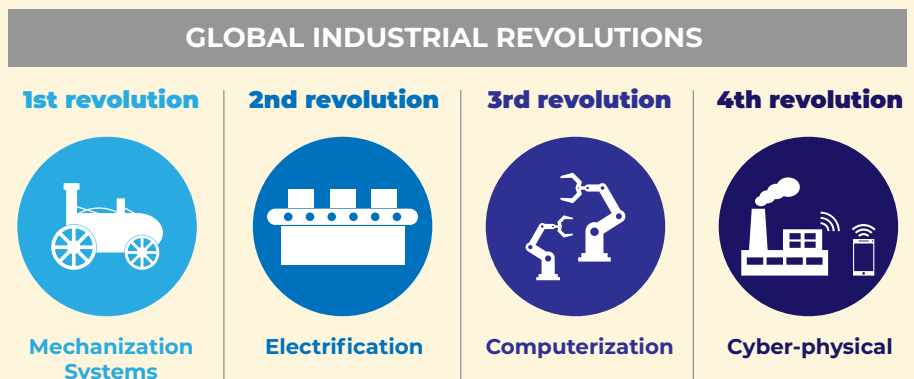 GLOBAL INDUSTRIAL REVOLUTIONS
1st revolution
2nd revolution
3rd revolution
4th revolution
Mechanization
Systems
Electrification
Computerization
Cyber-physical